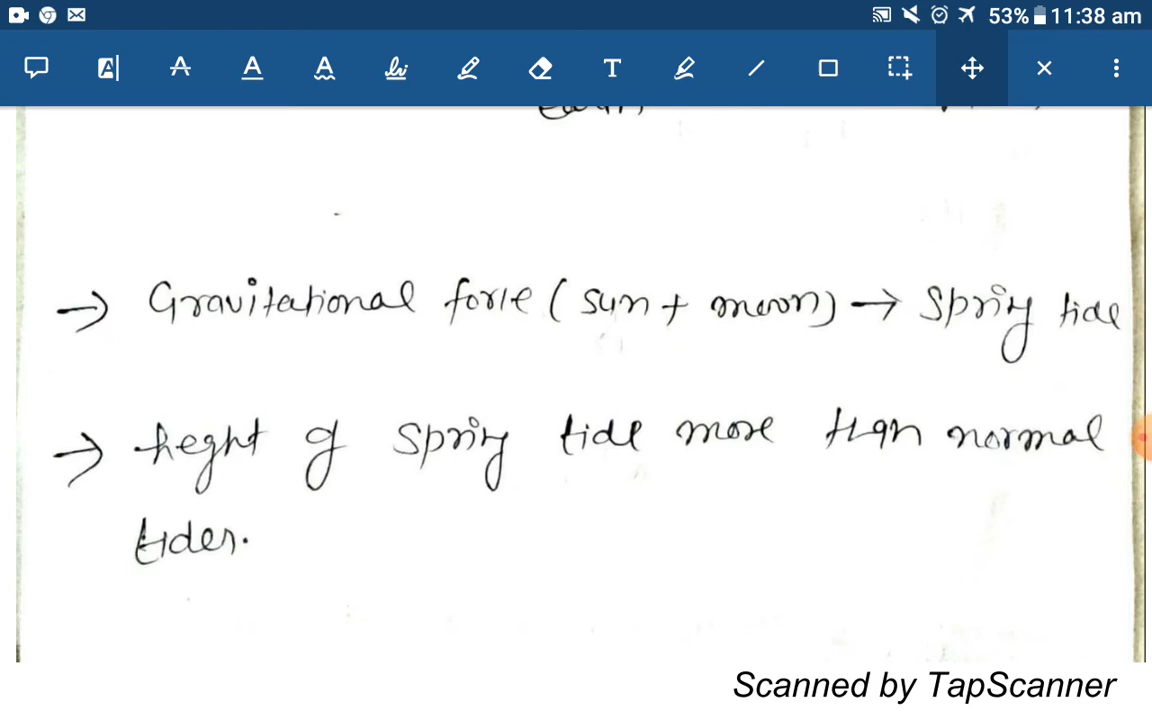 53% 11:38 am
→ Gravitational force (sun + moon) → Spring tide
→ heght of Spring tide more than normal
tides.
Scanned by TapScanner